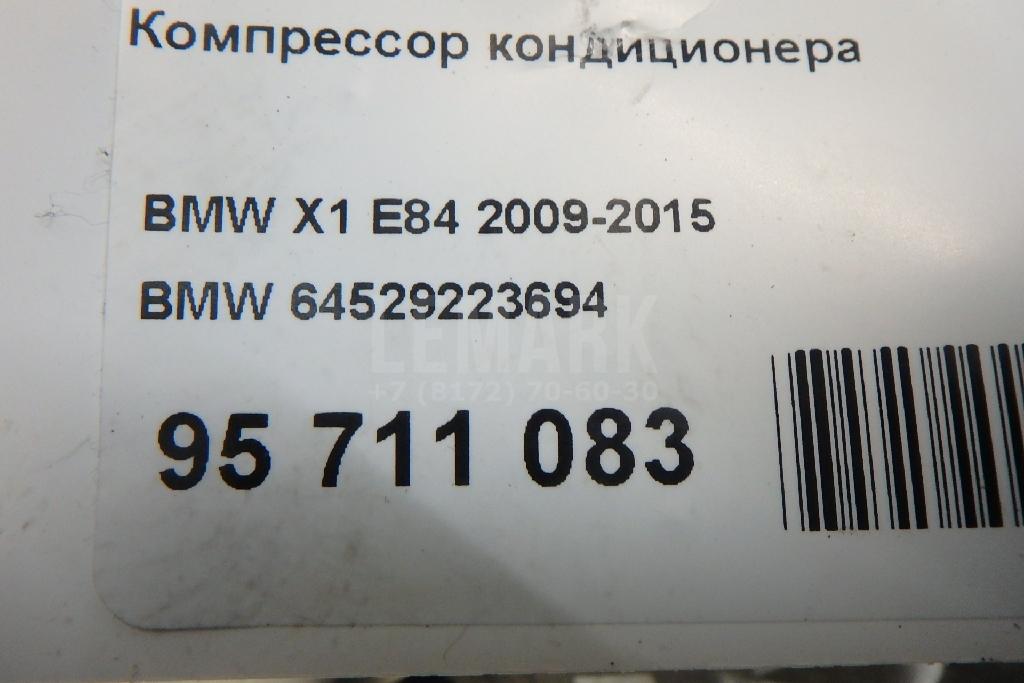 Компрессор кондиционера
BMW X1 E84 2009-2015
BMW 64529223694
LEMARK
+7 (8172) 70-60-30
95 711 083